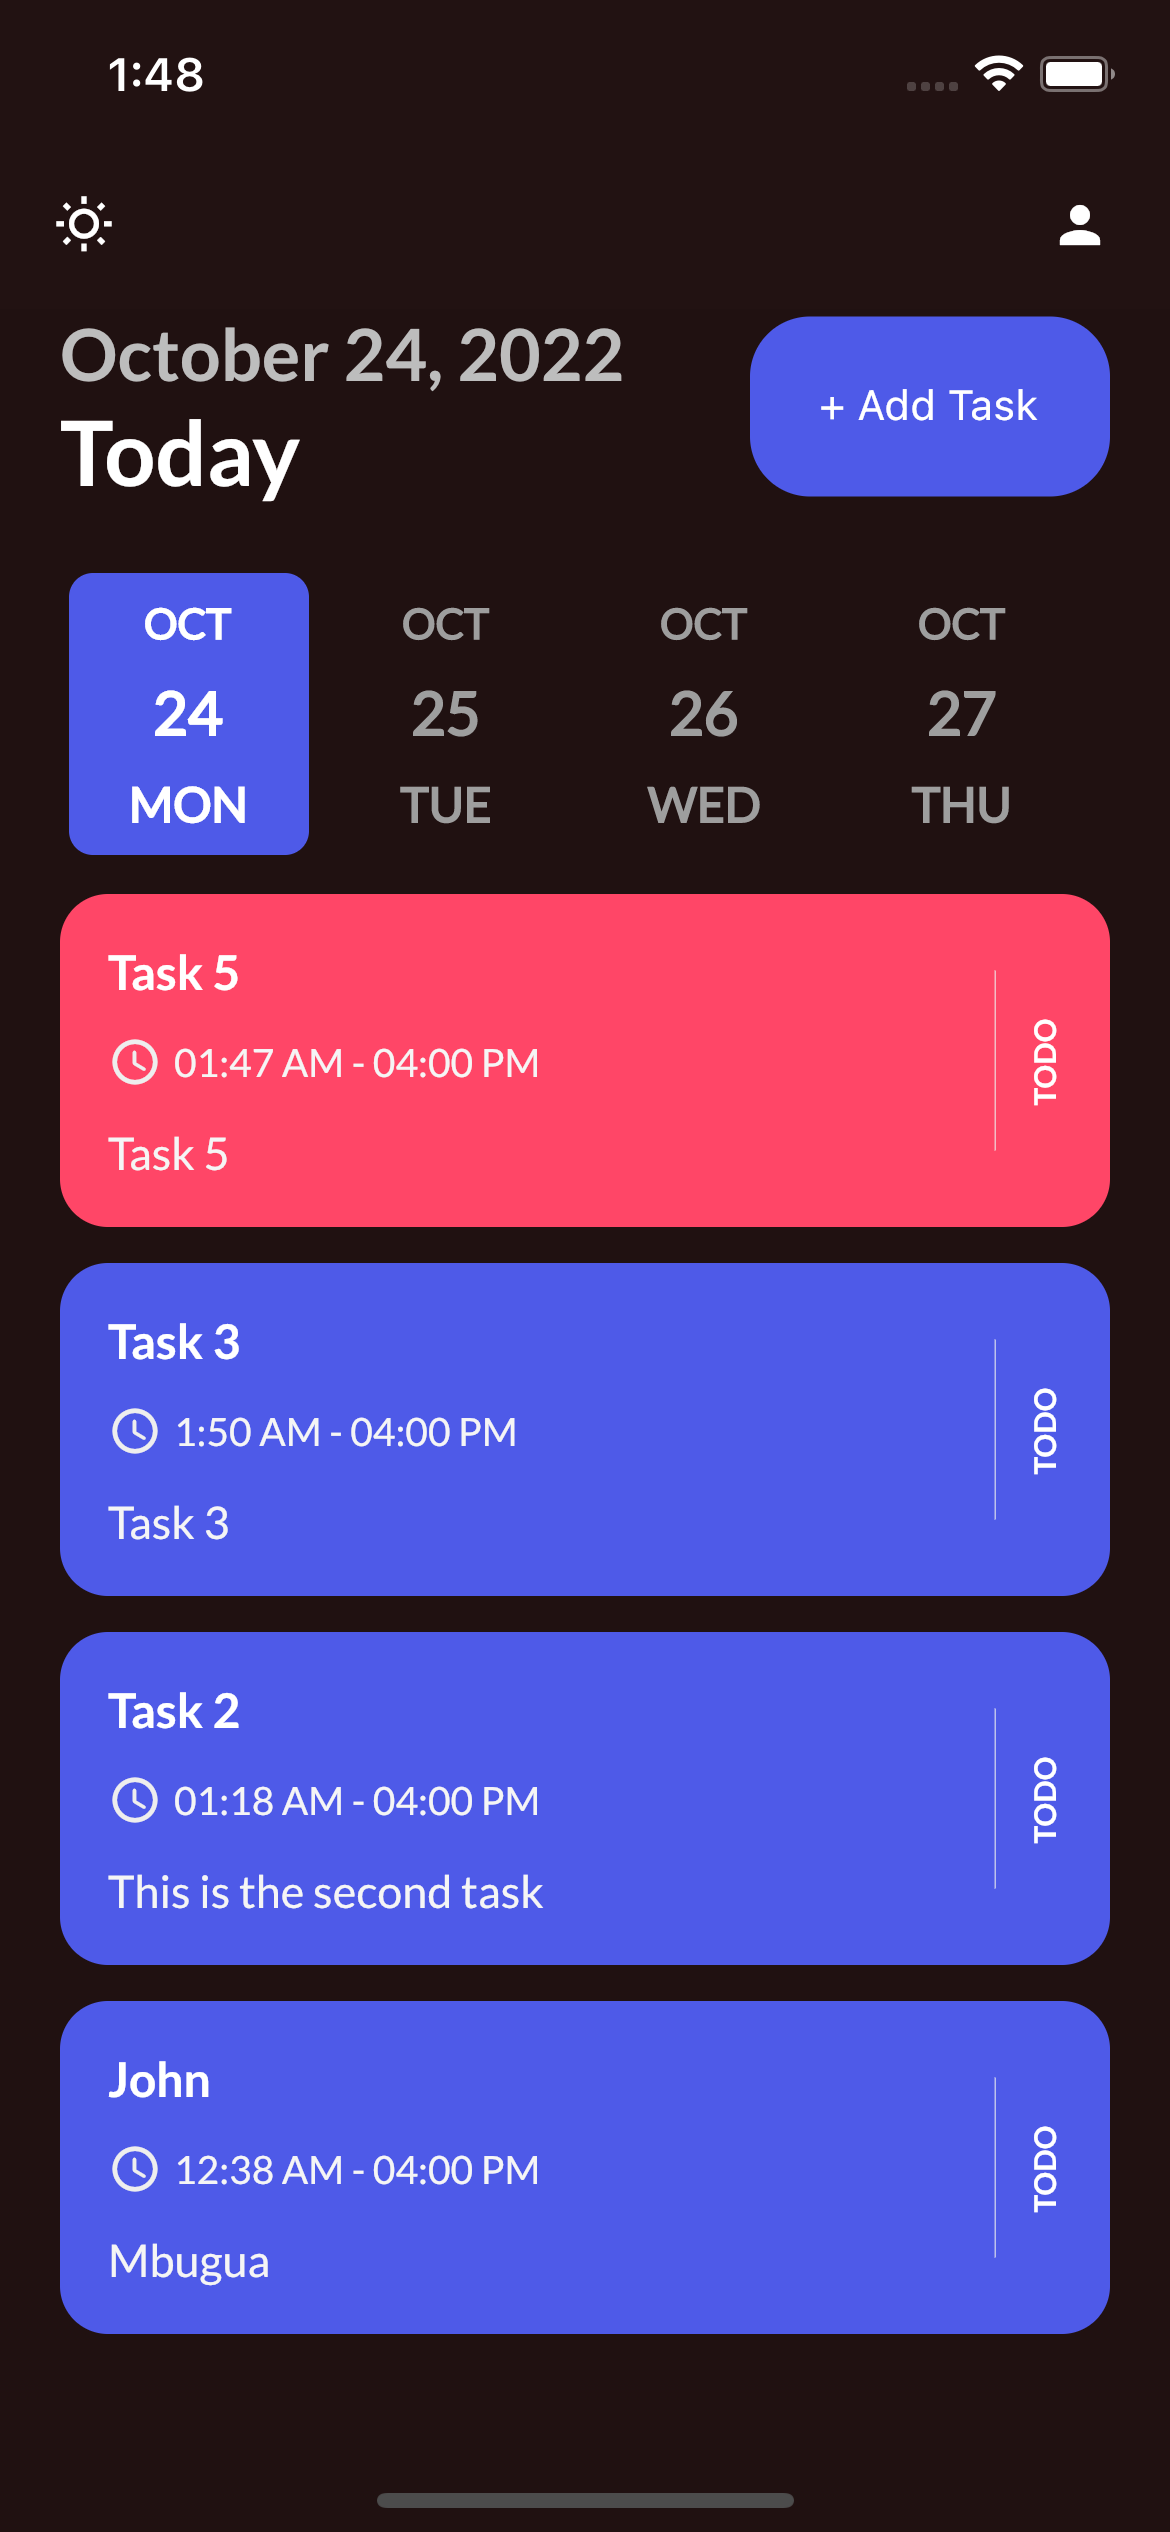 1:48
October 24, 2022
Today
+ Add Task
OCT
24
MON
OCT
25
TUE
OCT
26
WED
OCT
27
THU
Task 5
01:47 AM - 04:00 PM
Task 5
TODO
Task 3
1:50 AM - 04:00 PM
Task 3
TODO
Task 2
01:18 AM - 04:00 PM
This is the second task
TODO
John
12:38 AM - 04:00 PM
Mbugua
TODO